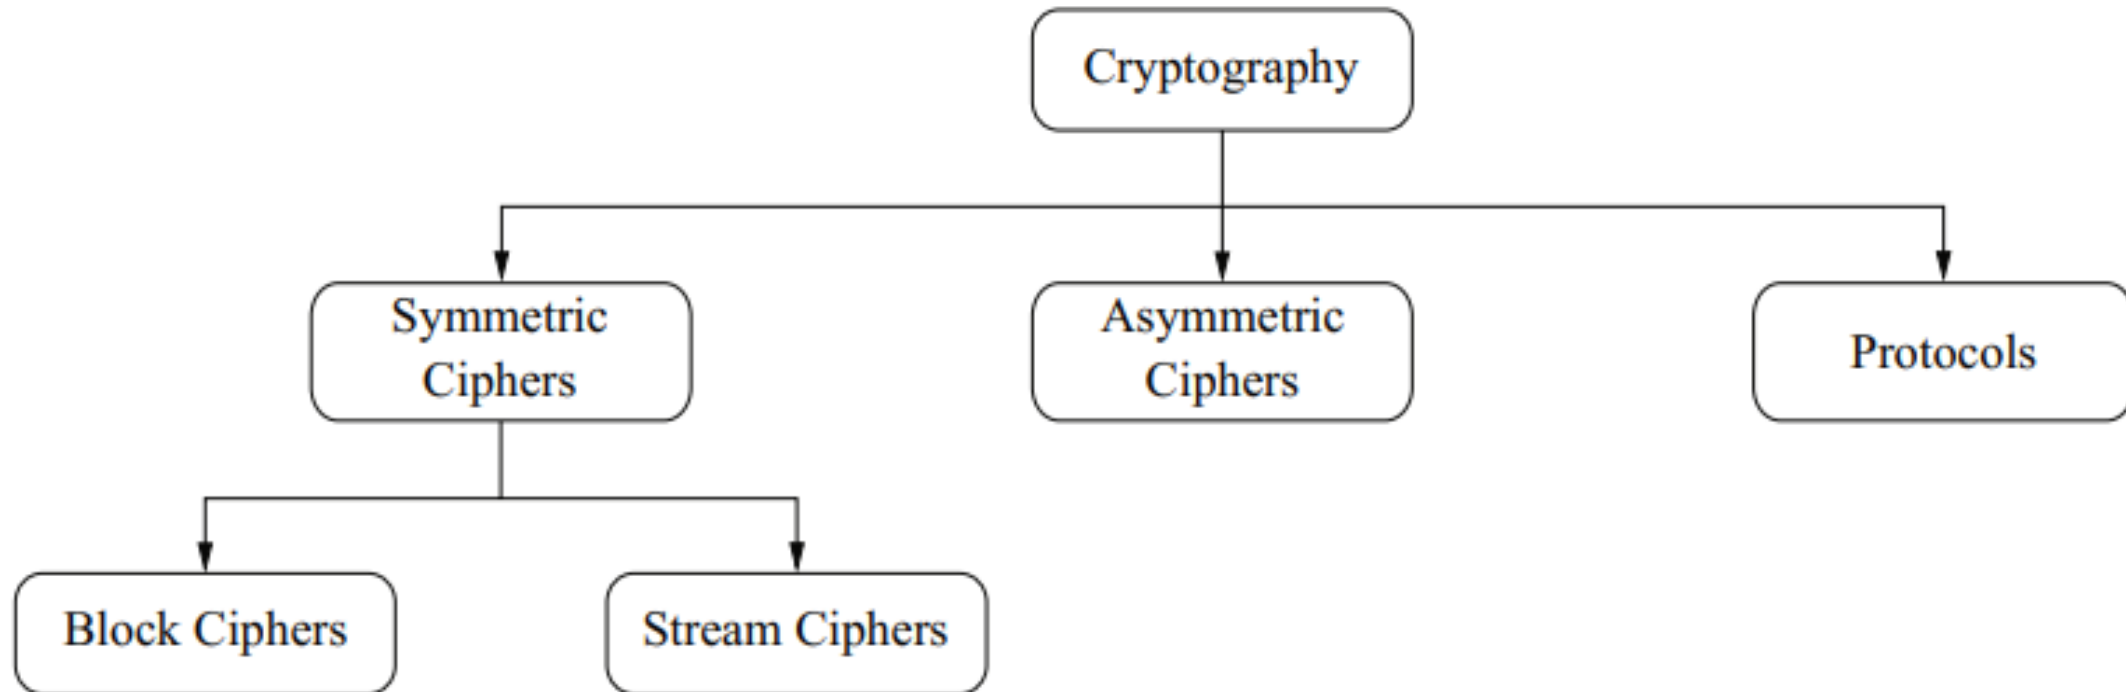 Cryptography
Symmetric
Ciphers
Asymmetric
Ciphers
Protocols
Block Ciphers
Stream Ciphers